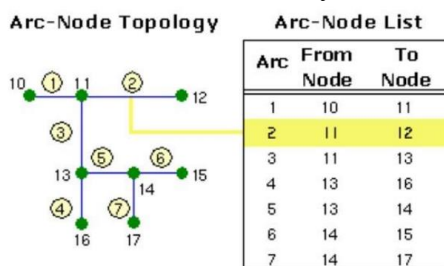 Arc-Node Topology
10 1 11 2 12
3
13 5 6 15
14
4 7
16 17
Arc-Node List
Arc From Node To Node
1 10 11
2 11 12
3 11 13
4 13 16
5 13 14
6 14 15
7 14 17